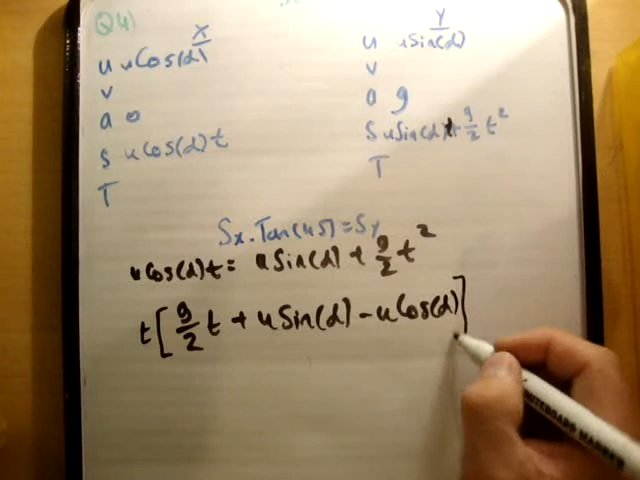 Q4)
X
u uCos(d)
v
a 0
s uCos(d)t
T
Y
u uSin(d)
v
a g
s uSin(d)t+g/2 t²
T
Sx.Tan(45)=Sy
uCos(d)t = uSin(d)+g/2 t²
t[g/2 t + uSin(d) - uCos(d)]